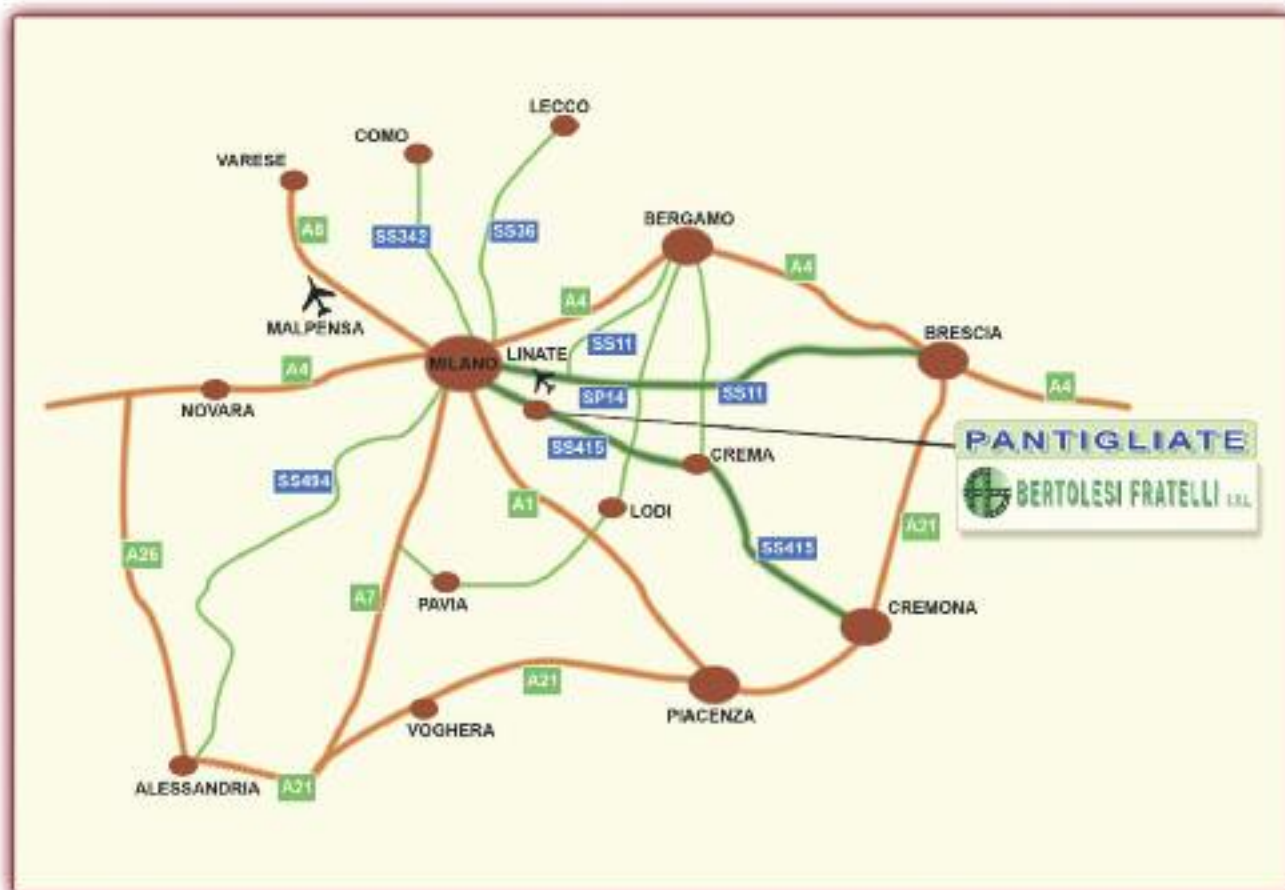 LECCO
COMO
VARESE
BERGAMO
A8
SS342
SS36
A4
MALPENSA
A4
BRESCIA
SS11
LINATE
MILANO
A4
A4
NOVARA
SP14
SS11
PANTIGLIATE
SS415
CREMA
SS494
BERTOLESI FRATELLI S.R.L.
A1
LODI
A21
A26
SS415
A7
PAVIA
CREMONA
A21
PIACENZA
VOGHERA
ALESSANDRIA
A21